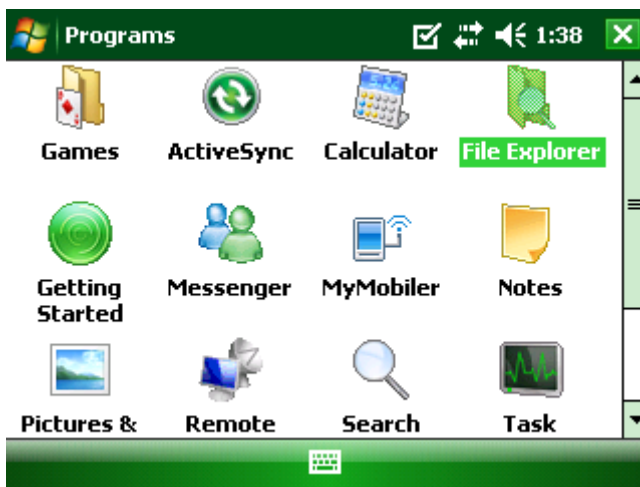 Programs 1:38
Games ActiveSync Calculator File Explorer
Getting Started Messenger MyMobiler Notes
Pictures & Remote Search Task